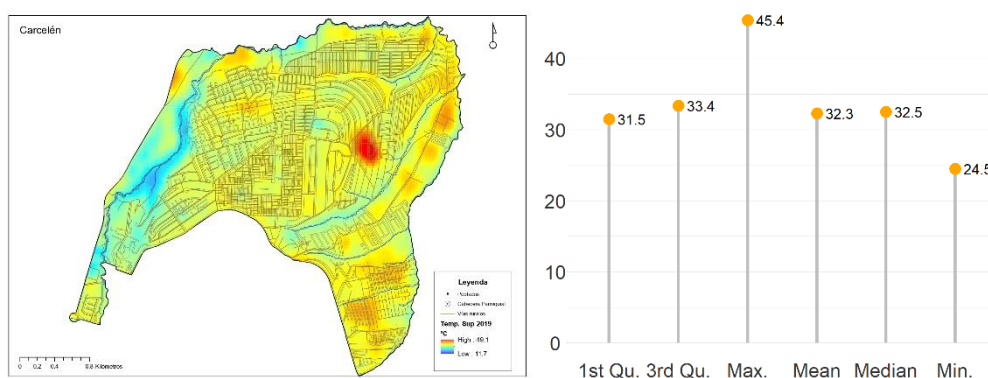 Carcelén
Leyenda
Temp. Sup 2019
°C
High : 49.1
Low : 11.7
0 0.2 0.4 0.8 Kilómetros
40
30
20
10
0
31.5
33.4
45.4
32.3
32.5
24.5
1st Qu. 3rd Qu. Max. Mean Median Min.